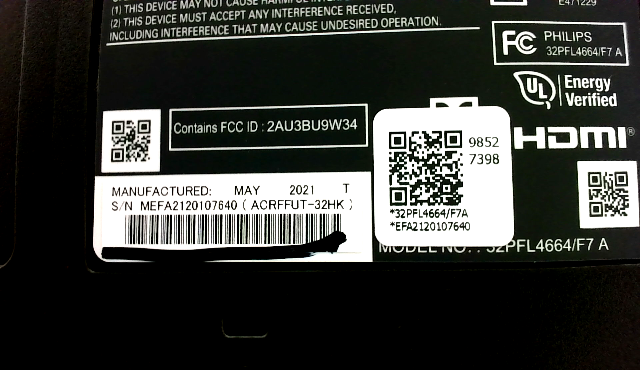 (1) THIS DEVICE MAY NOT CAUSE HARMFUL
(2) THIS DEVICE MUST ACCEPT ANY INTERFERENCE RECEIVED,
INCLUDING INTERFERENCE THAT MAY CAUSE UNDESIRED OPERATION.
E471229
FC PHILIPS
32PFL4664/F7 A
UL Energy
Verified
Contains FCC ID : 2AU3BU9W34
HDMI®
9852
7398
*32PFL4664/F7A
*EFA2120107640
MANUFACTURED: MAY 2021 T
S/N MEFA2120107640 ( ACRFFUT-32HK )
MODEL NO. : 32PFL4664/F7 A